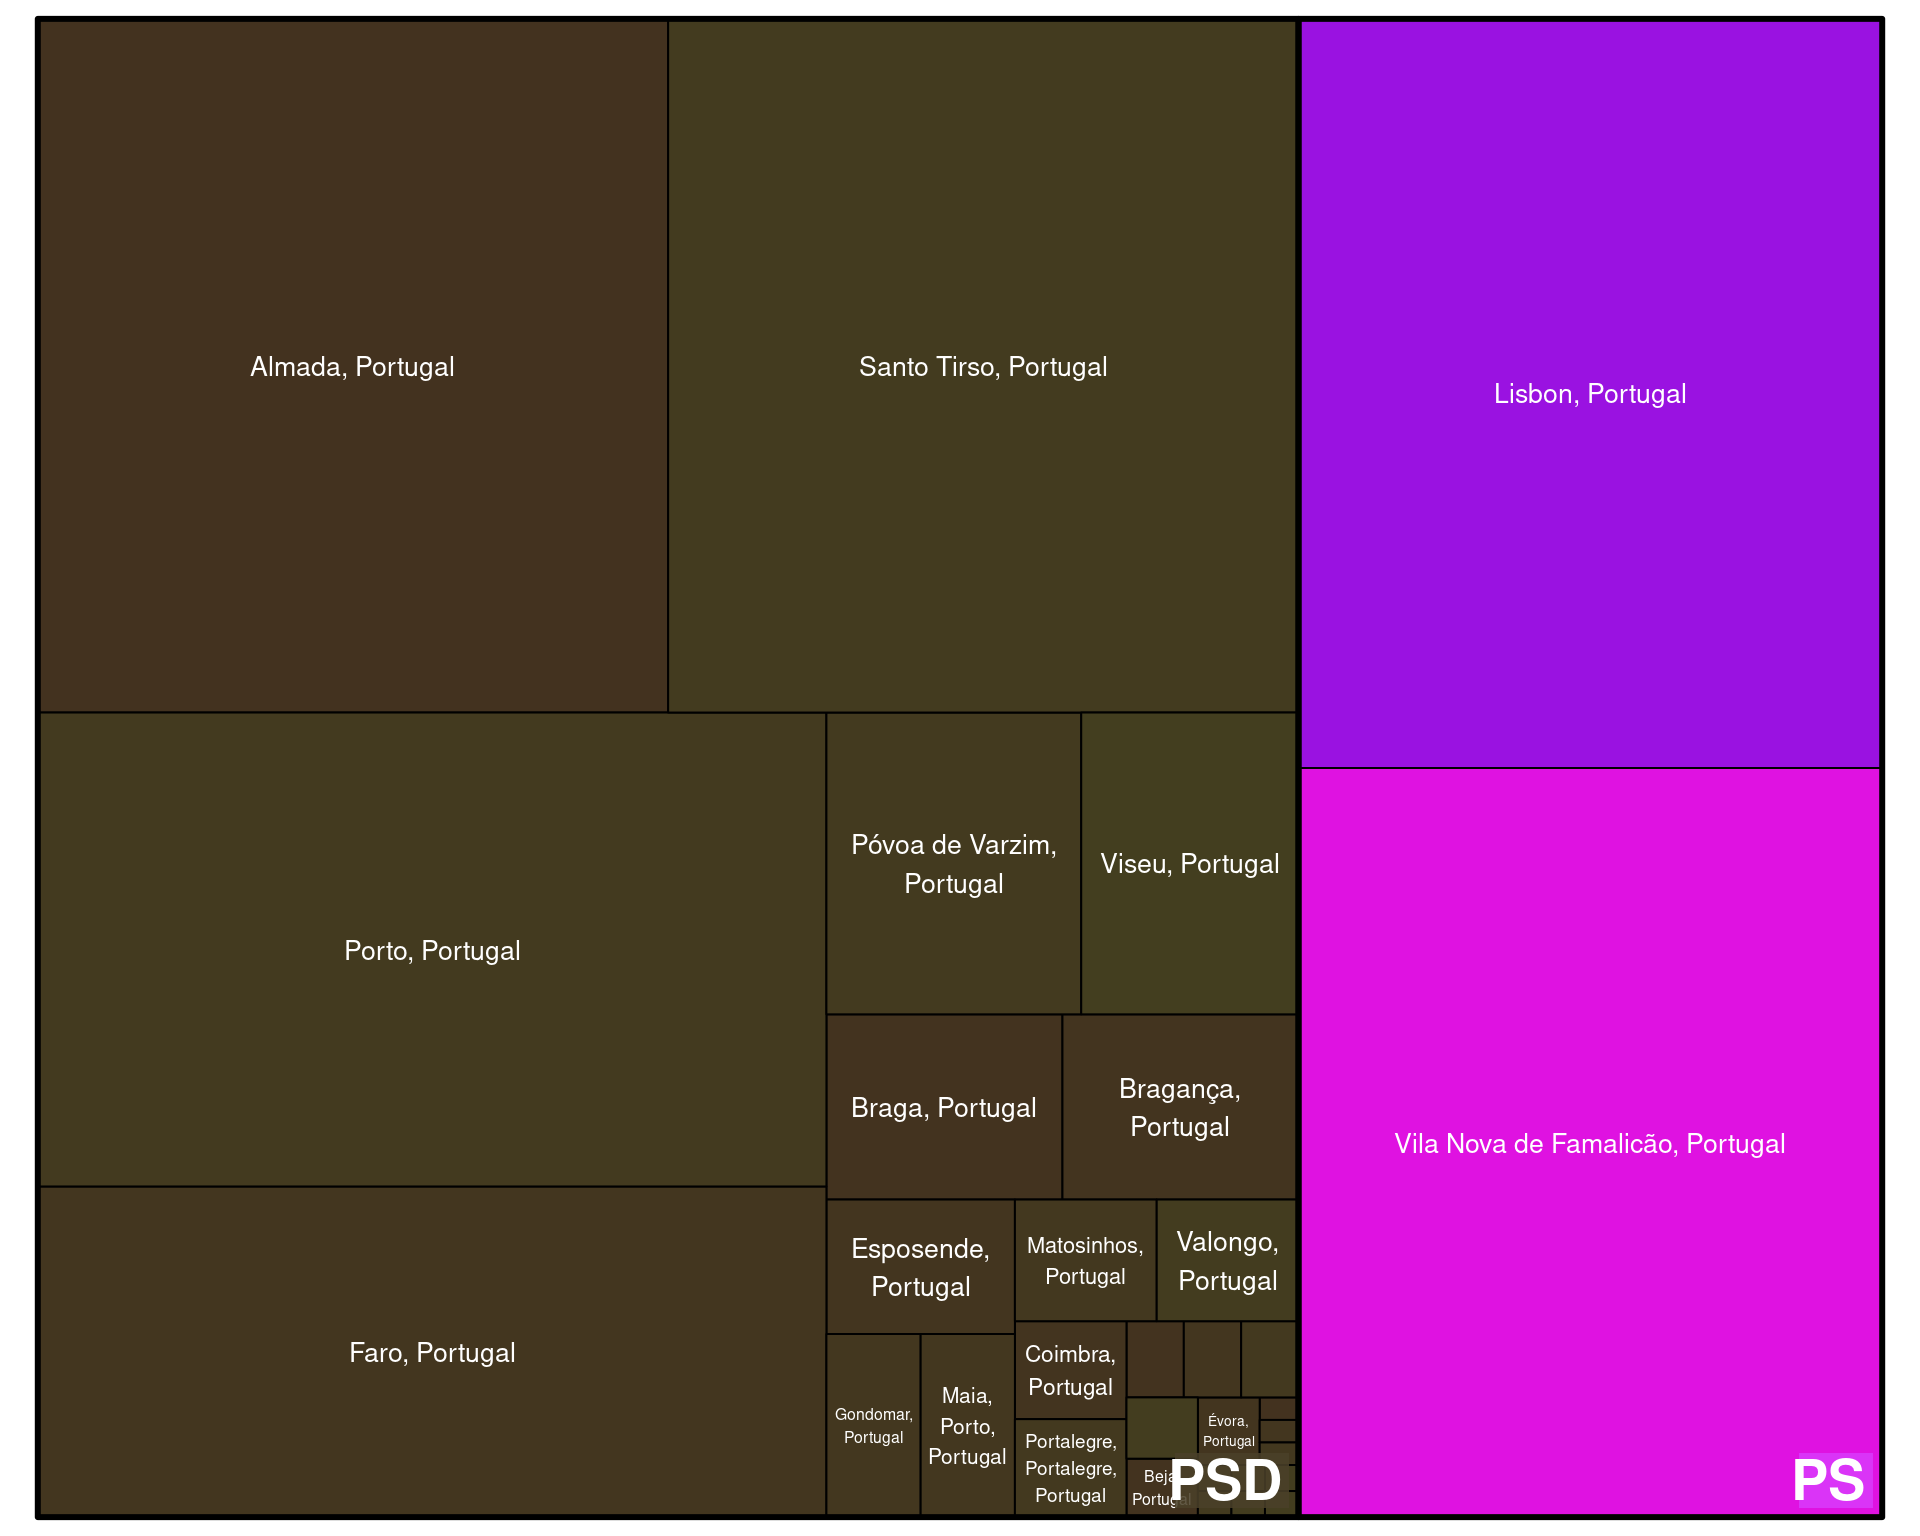 Almada, Portugal
Santo Tirso, Portugal
Lisbon, Portugal
Porto, Portugal
Póvoa de Varzim,
Portugal
Viseu, Portugal
Braga, Portugal
Bragança,
Portugal
Vila Nova de Famalicão, Portugal
Faro, Portugal
Esposende,
Portugal
Matosinhos,
Portugal
Valongo,
Portugal
Gondomar,
Portugal
Maia,
Porto,
Portugal
Coimbra,
Portugal
Portalegre,
Portalegre,
Portugal
Évora,
Portugal
Beja
Portugal
PSD
PS